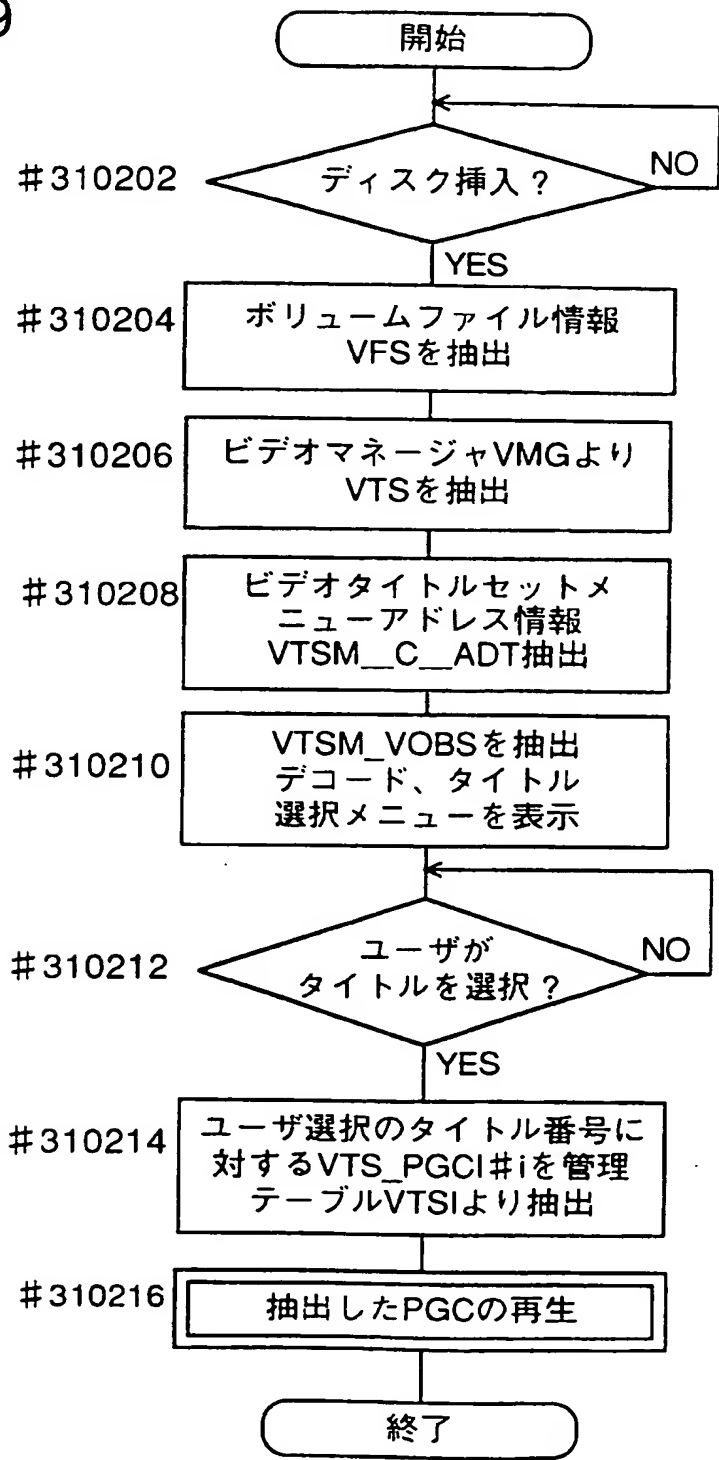 9
開始
#310202
ディスク挿入?
NO
YES
#310204
ボリュームファイル情報
VFSを抽出
#310206
ビデオマネージャVMGより
VTSを抽出
#310208
ビデオタイトルセットメ
ニューアドレス情報
VTSM__C__ADT抽出
#310210
VTSM_VOBSを抽出
デコード、タイトル
選択メニューを表示
#310212
ユーザが
タイトルを選択?
NO
YES
#310214
ユーザ選択のタイトル番号に
対するVTS_PGCI#iを管理
テーブルVTSIより抽出
#310216
抽出したPGCの再生
終了